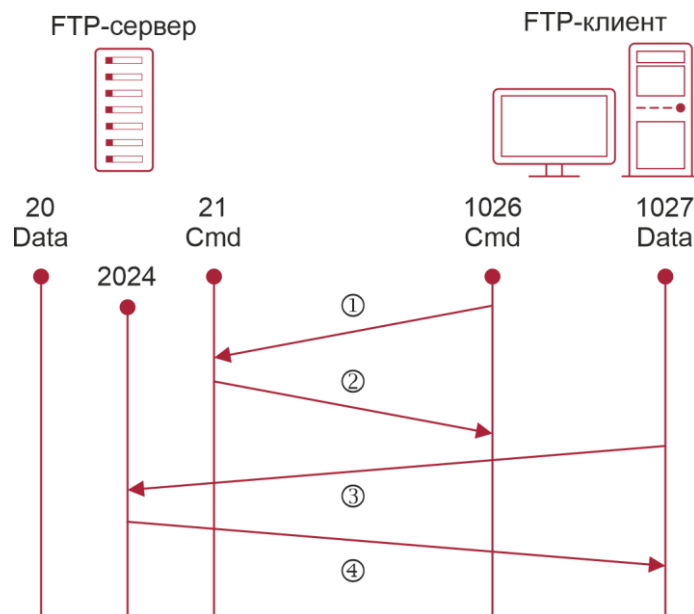 FTP-сервер
FTP-клиент
20
Data
2024
21
Cmd
1026
Cmd
1027
Data
①
②
③
④